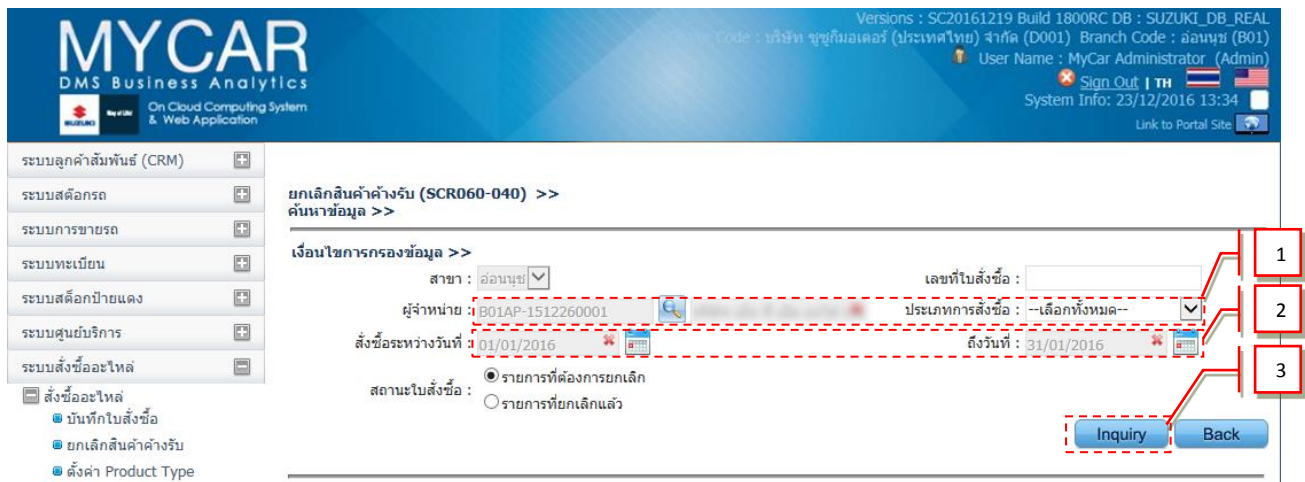 MYCAR
DMS Business Analytics
On Cloud Computing System
& Web Application
SUZUKI
Way of Life!
Versions : SC20161219 Build 1800RC DB : SUZUKI_DB_REAL
Code : บริษัท ซูซูกิมอเตอร์ (ประเทศไทย) จำกัด (D001) Branch Code : อ่อนนุช (B01)
User Name : MyCar Administrator (Admin)
Sign Out | TH
System Info: 23/12/2016 13:34
Link to Portal Site
ระบบลูกค้าสัมพันธ์ (CRM)
ระบบสต๊อกรถ
ระบบการขายรถ
ระบบทะเบียน
ระบบสต็อกป้ายแดง
ระบบศูนย์บริการ
ระบบสั่งซื้ออะไหล่
สั่งซื้ออะไหล่
บันทึกใบสั่งซื้อ
ยกเลิกสินค้าค้างรับ
ตั้งค่า Product Type
ยกเลิกสินค้าค้างรับ (SCR060-040) >>
ค้นหาข้อมูล >>
เงื่อนไขการกรองข้อมูล >>
สาขา : อ่อนนุช เลขที่ใบสั่งซื้อ :
ผู้จำหน่าย : B01AP-1512260001 ประเภทการสั่งซื้อ : --เลือกทั้งหมด--
สั่งซื้อระหว่างวันที่ : 01/01/2016 ถึงวันที่ : 31/01/2016
สถานะใบสั่งซื้อ : รายการที่ต้องการยกเลิก
รายการที่ยกเลิกแล้ว
Inquiry Back
1
2
3